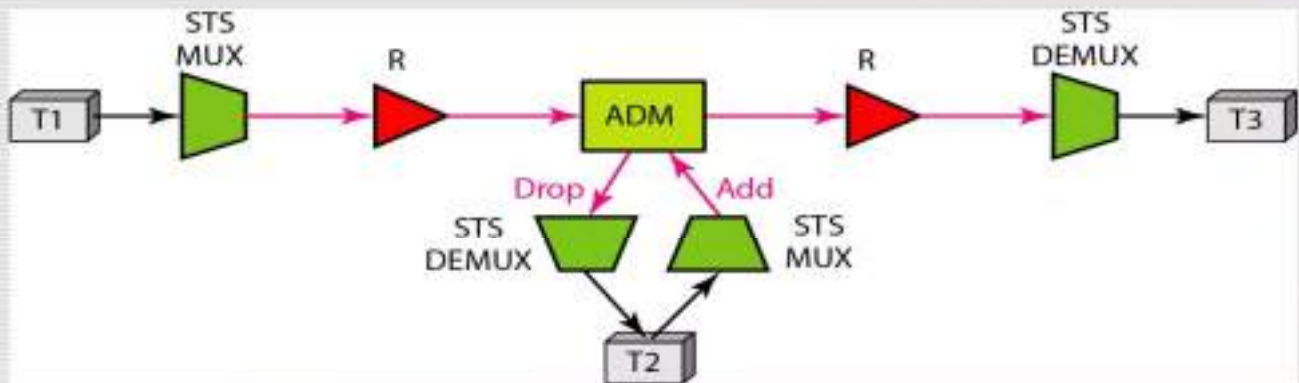 STS
MUX
R
R
STS
DEMUX
T1
ADM
T3
Drop
Add
STS
DEMUX
STS
MUX
T2